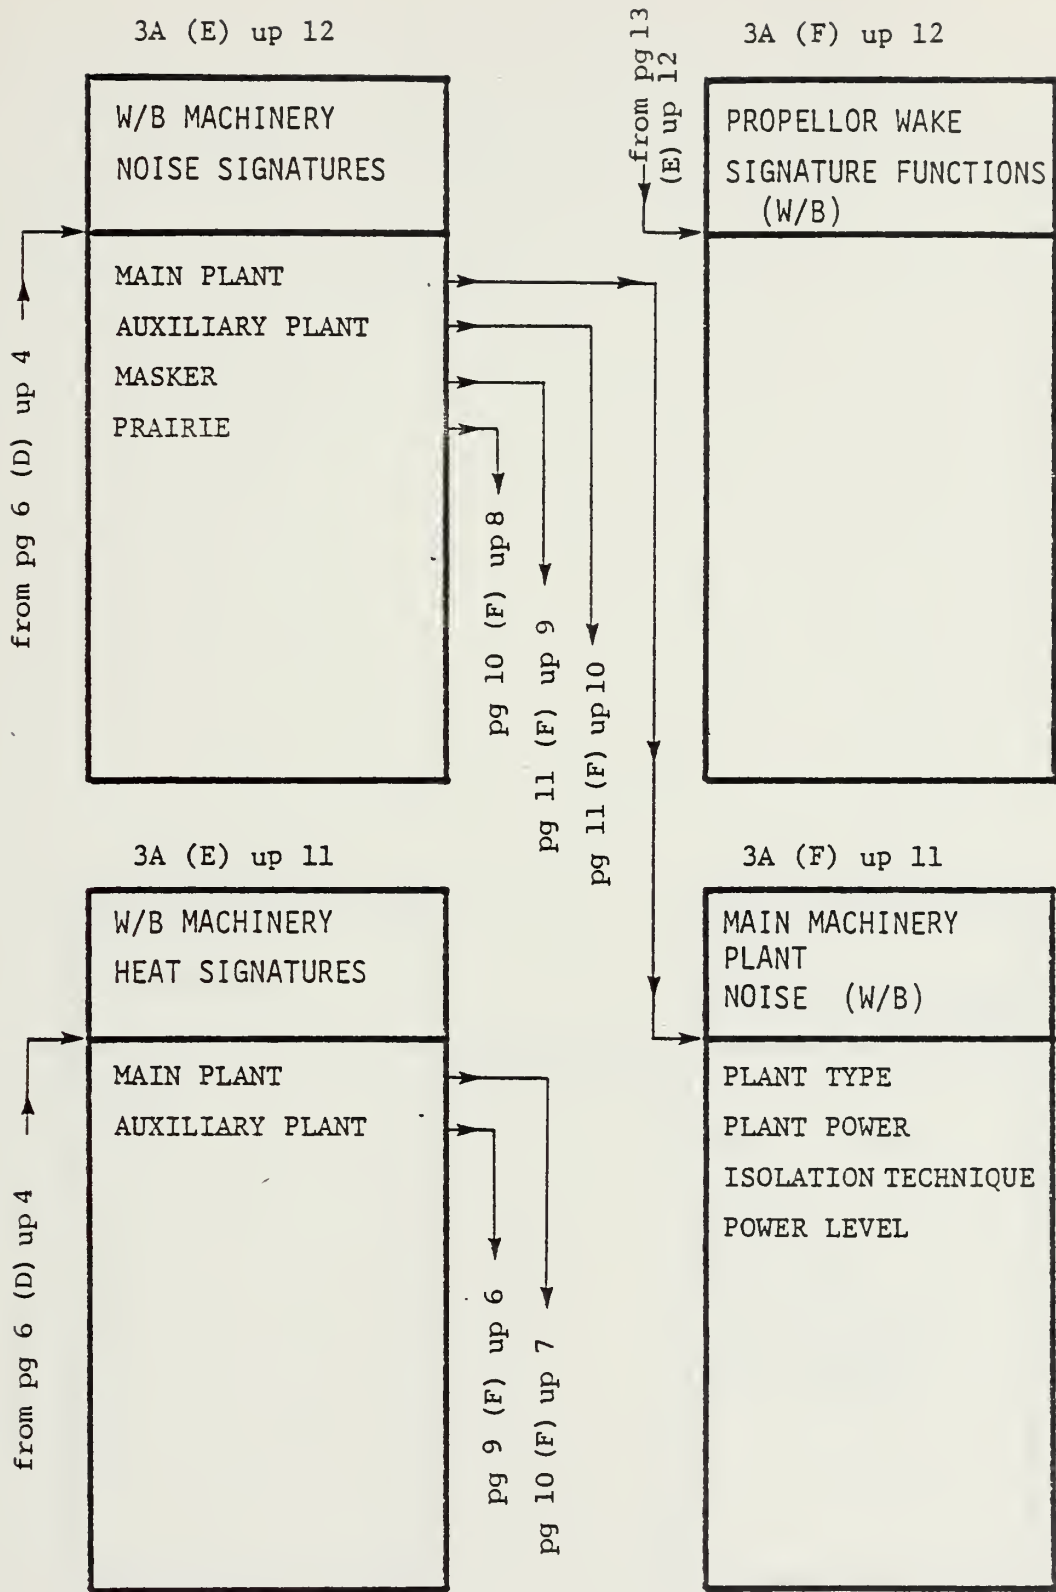 3A (E) up 12
W/B MACHINERY
NOISE SIGNATURES
from pg 6 (D) up 4
MAIN PLANT
AUXILIARY PLANT
MASKER
PRAIRIE
pg 10 (F) up 8
pg 11 (F) up 9
pg 11 (F) up 10
from pg 13
(E) up 12
3A (F) up 12
PROPELLOR WAKE
SIGNATURE FUNCTIONS
(W/B)
3A (E) up 11
W/B MACHINERY
HEAT SIGNATURES
from pg 6 (D) up 4
MAIN PLANT
AUXILIARY PLANT
pg 9 (F) up 6
pg 10 (F) up 7
3A (F) up 11
MAIN MACHINERY
PLANT
NOISE (W/B)
PLANT TYPE
PLANT POWER
ISOLATION TECHNIQUE
POWER LEVEL